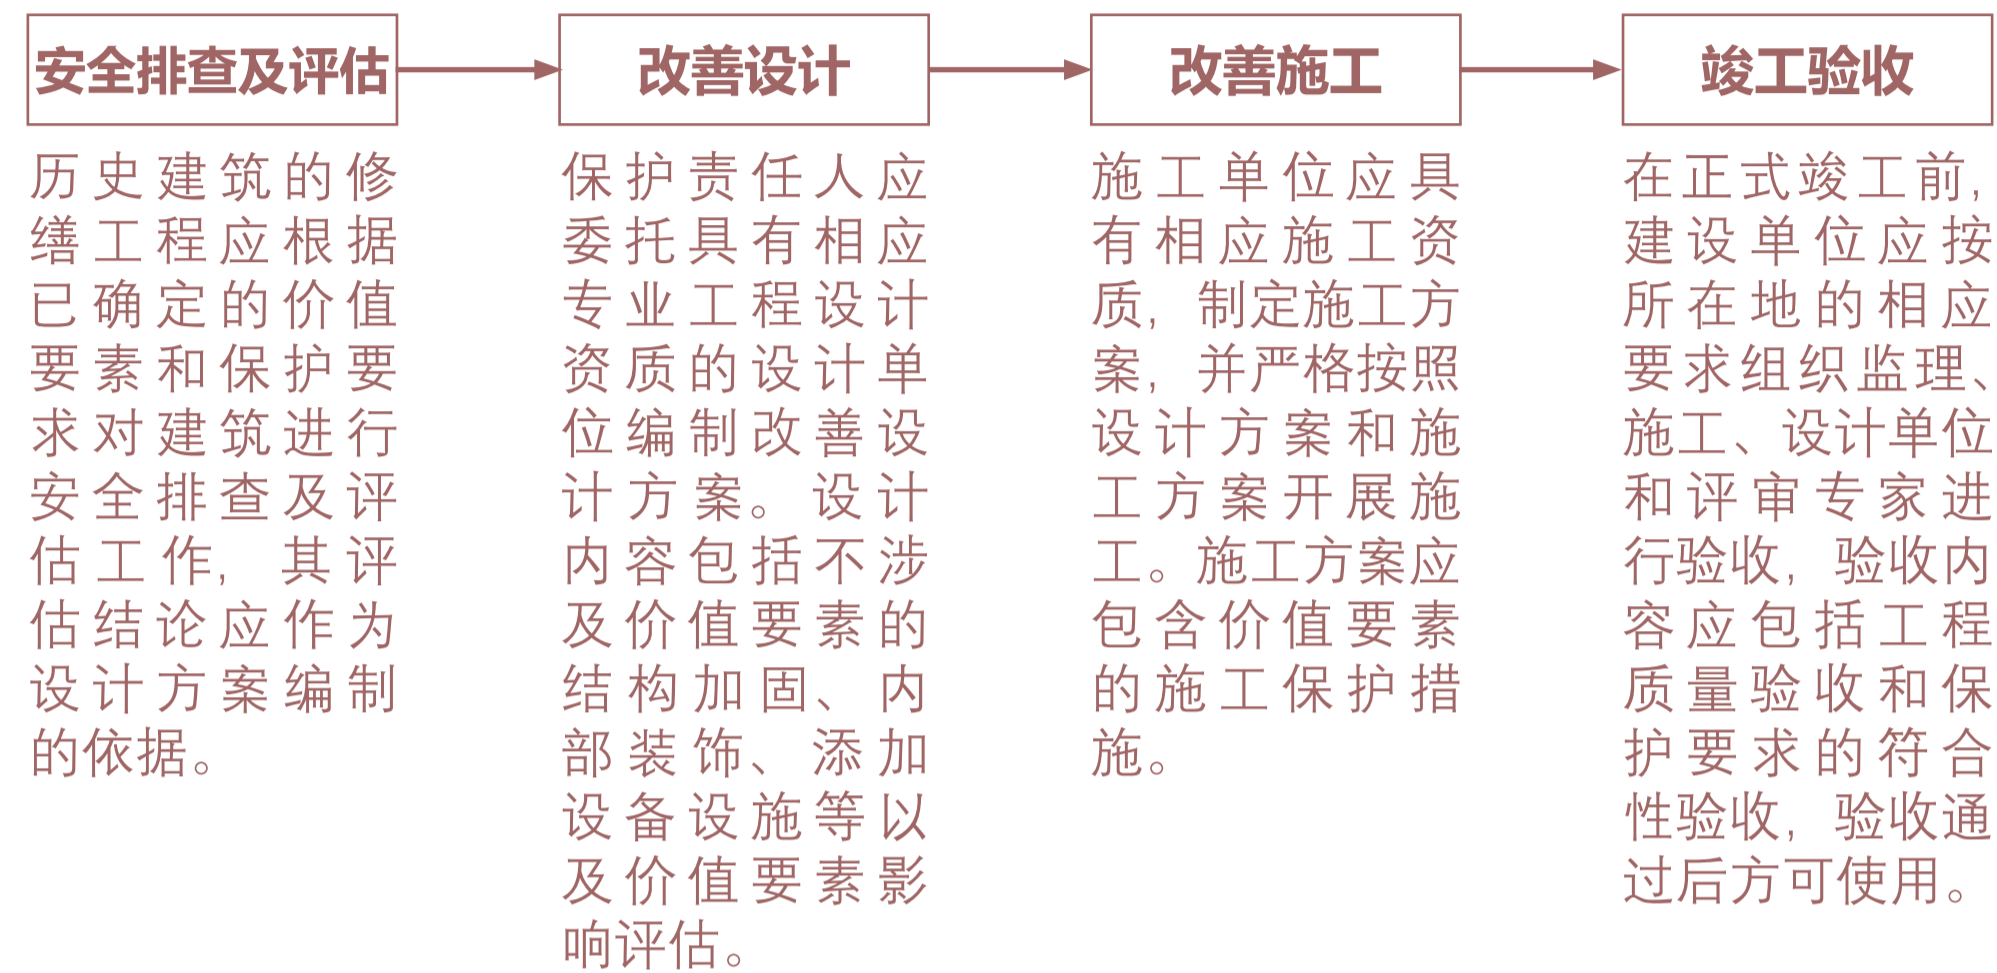 安全排查及评估
历史建筑的修
缮工程应根据
已确定的价值
要素和保护要
求对建筑进行
安全排查及评
估工作，其评
估结论应作为
设计方案编制
的依据。
改善设计
保护责任人应
委托具有相应
专业工程设计
资质的设计单
位编制改善设
计方案。设计
内容包括不涉
及价值要素的
结构加固、内
部装饰、添加
设备设施等以
及价值要素影
响评估。
改善施工
施工单位应具
有相应施工资
质，制定施工方
案，并严格按照
设计方案和施
工方案开展施
工。施工方案应
包含价值要素
的施工保护措
施。
竣工验收
在正式竣工前，
建设单位应按
所在地的相应
要求组织监理、
施工、设计单位
和评审专家进
行验收，验收内
容应包括工程
质量验收和保
护要求的符合
性验收，验收通
过后方可使用。